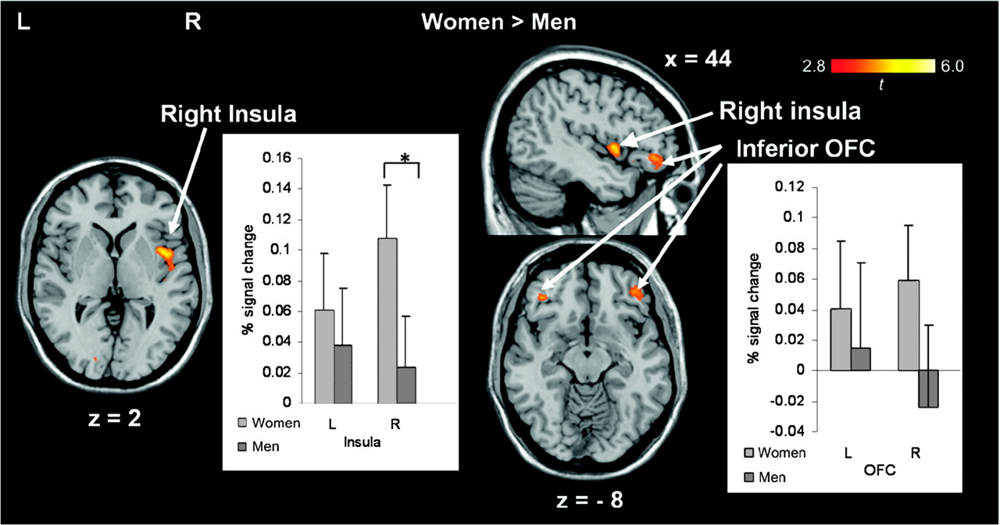 L R Women > Men
x = 44
2.8 6.0
t
Right Insula
Right insula
Inferior OFC
z = 2
0.16
0.14
0.12
0.1
0.08
0.06
0.04
0.02
0
% signal change
*
L R
Insula
Women
Men
z = - 8
0.12
0.1
0.08
0.06
0.04
0.02
0
-0.02
-0.04
% signal change
L R
OFC
Women
Men